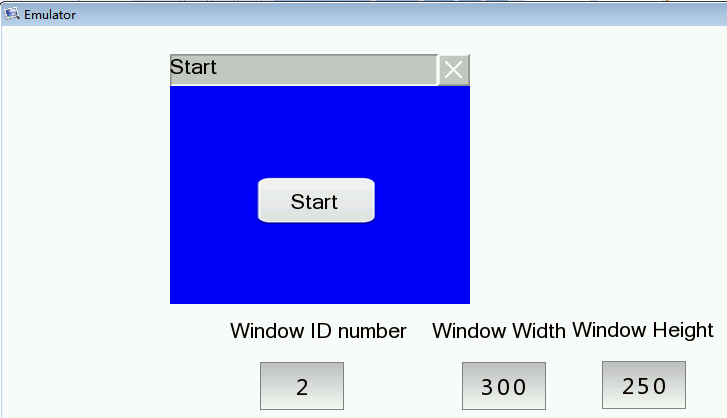 Emulator
Start
Start
Window ID number Window Width Window Height
2 300 250